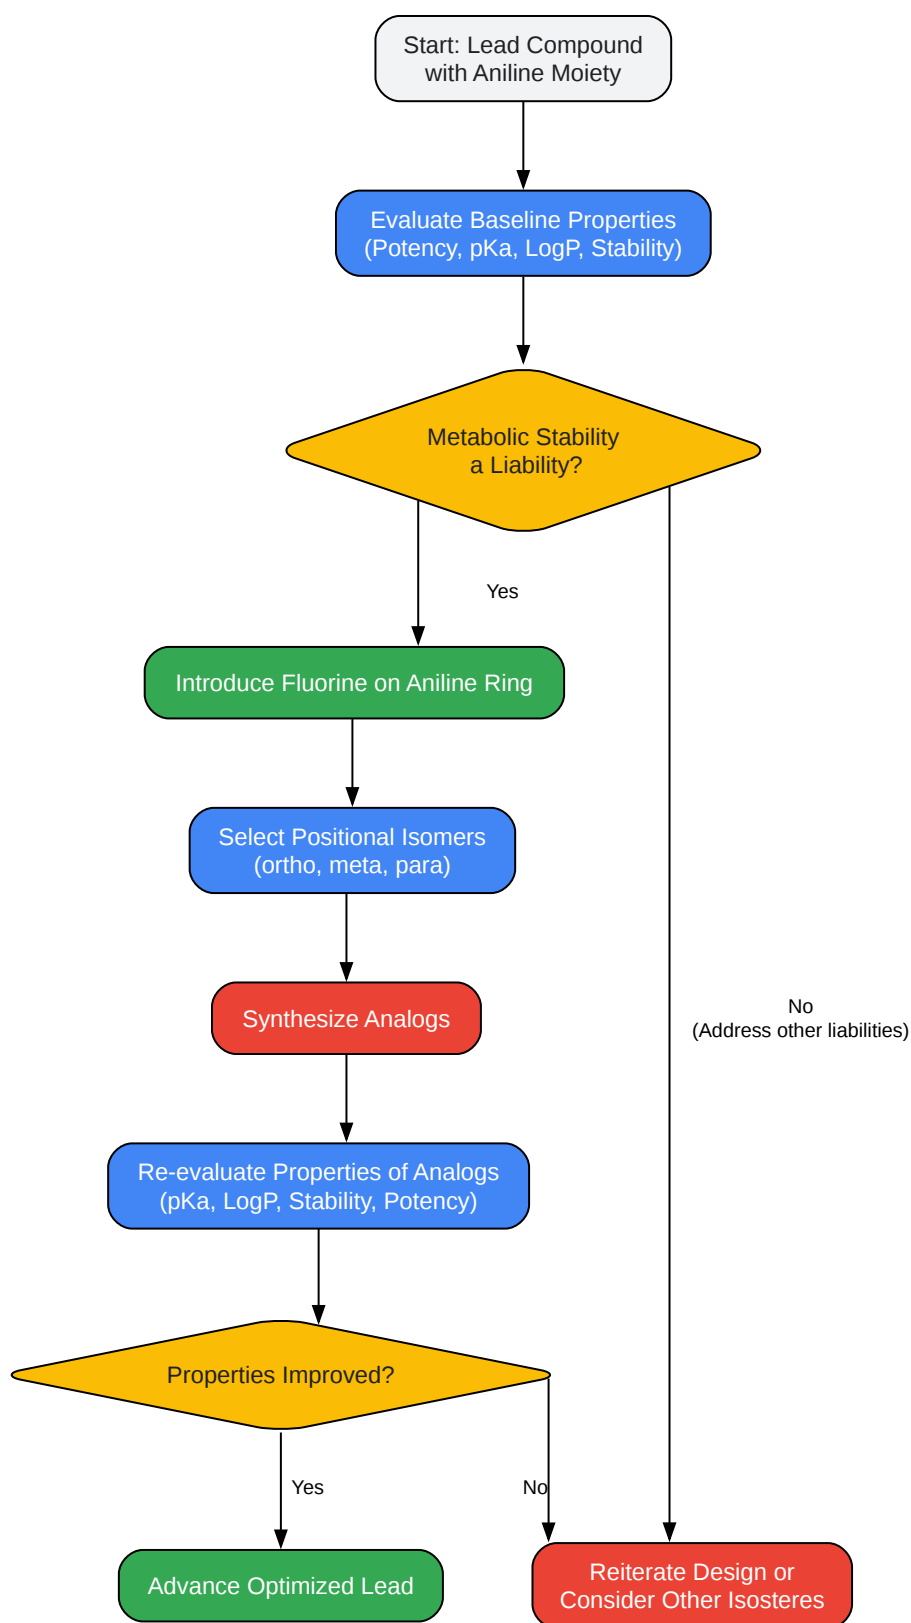 Start: Lead Compound
with Aniline Moiety
Evaluate Baseline Properties
(Potency, pKa, LogP, Stability)
Metabolic Stability
a Liability?
Yes
Introduce Fluorine on Aniline Ring
Select Positional Isomers
(ortho, meta, para)
No
(Address other liabilities)
Synthesize Analogs
Re-evaluate Properties of Analogs
(pKa, LogP, Stability, Potency)
Properties Improved?
Yes
No
Advance Optimized Lead
Reiterate Design or
Consider Other Isosteres